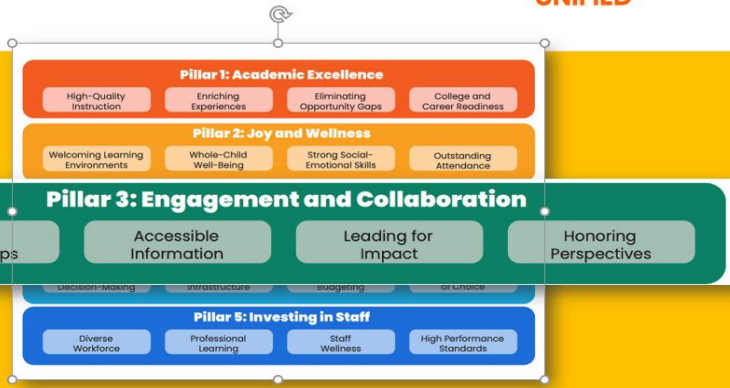 UNIFIED
Pillar 1: Academic Excellence
High-Quality
Instruction
Enriching
Experiences
Eliminating
Opportunity Gaps
College and
Career Readiness
Pillar 2: Joy and Wellness
Welcoming Learning
Environments
Whole-Child
Well-Being
Strong Social-
Emotional Skills
Outstanding
Attendance
Pillar 3: Engagement and Collaboration
ps
Accessible
Information
Leading for
Impact
Honoring
Perspectives
Decision-Making
Infrastructure
Budgeting
of Choice
Pillar 5: Investing in Staff
Diverse
Workforce
Professional
Learning
Staff
Wellness
High Performance
Standards